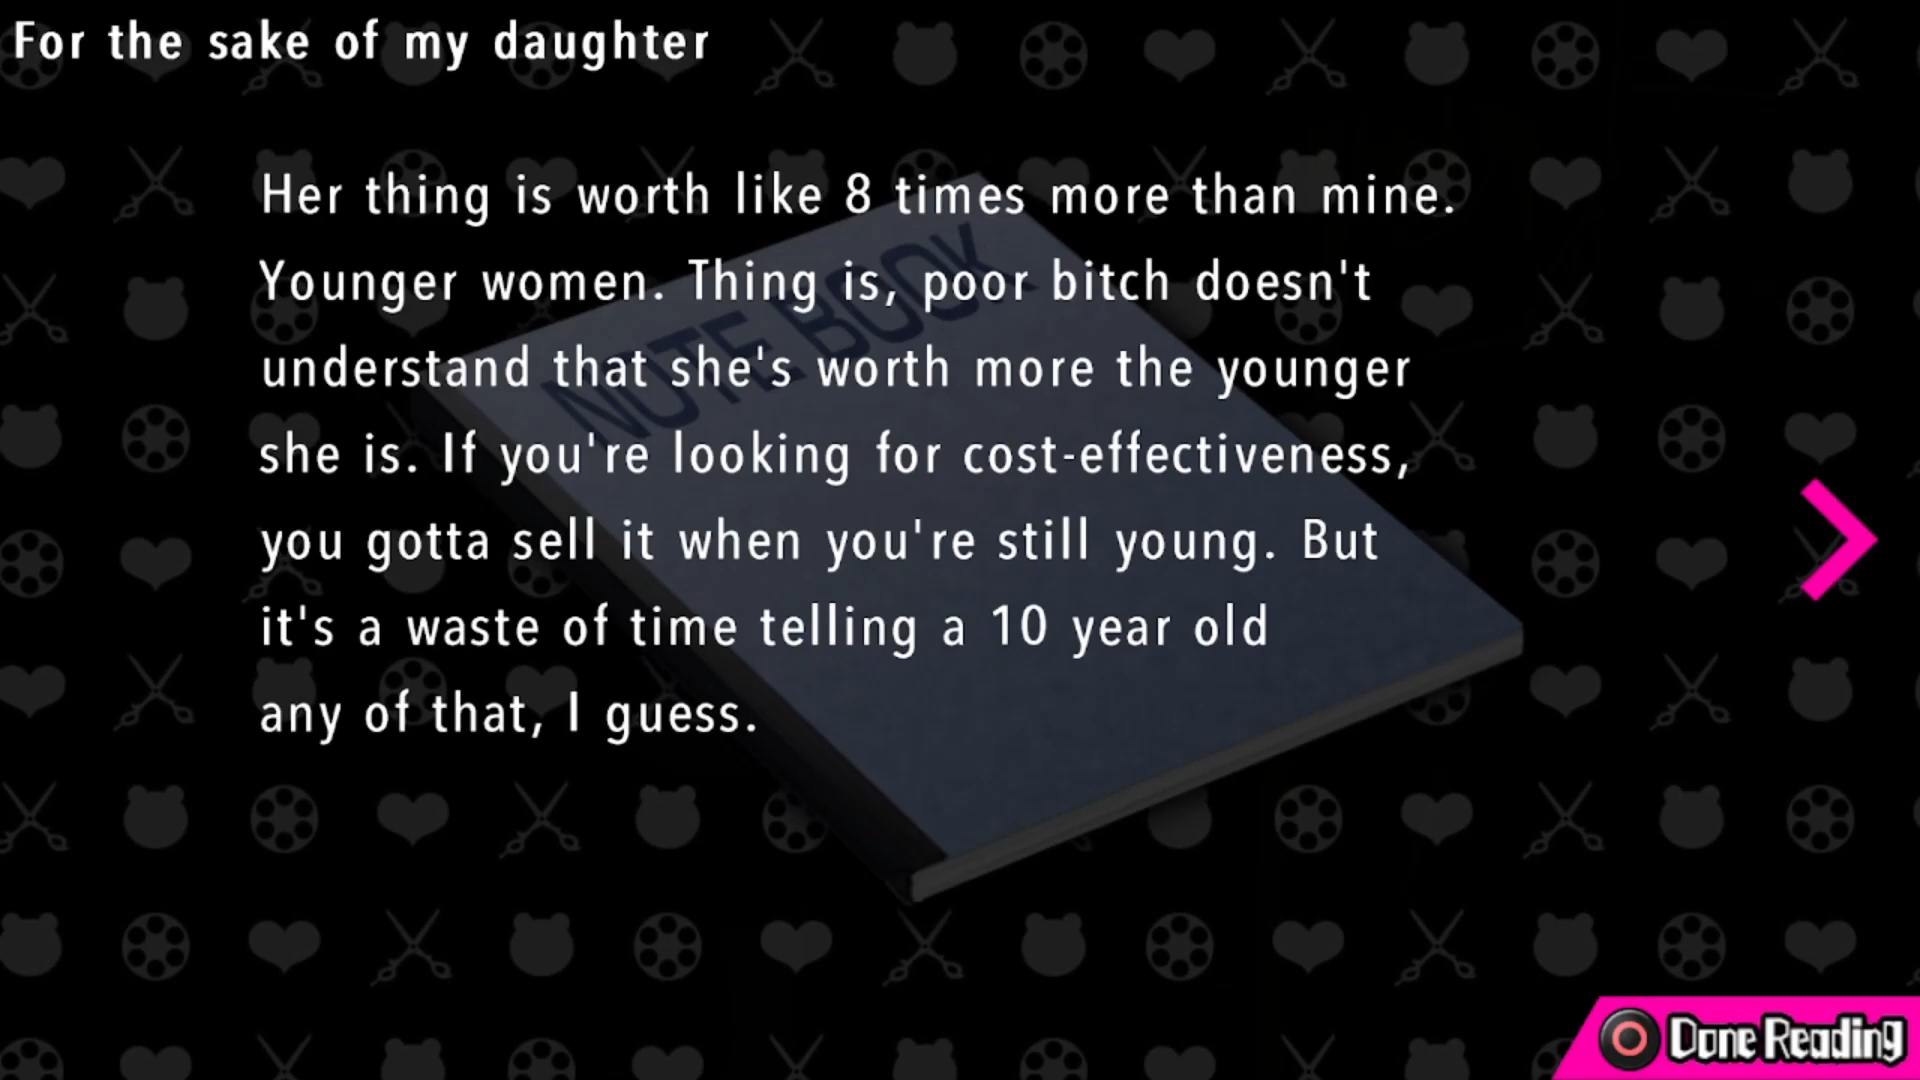 For the sake of my daughter
Her thing is worth like 8 times more than mine.
Younger women. Thing is, poor bitch doesn't
understand that she's worth more the younger
she is. If you're looking for cost-effectiveness,
you gotta sell it when you're still young. But
it's a waste of time telling a 10 year old
any of that, I guess.
NOTE BOOK
Done Reading